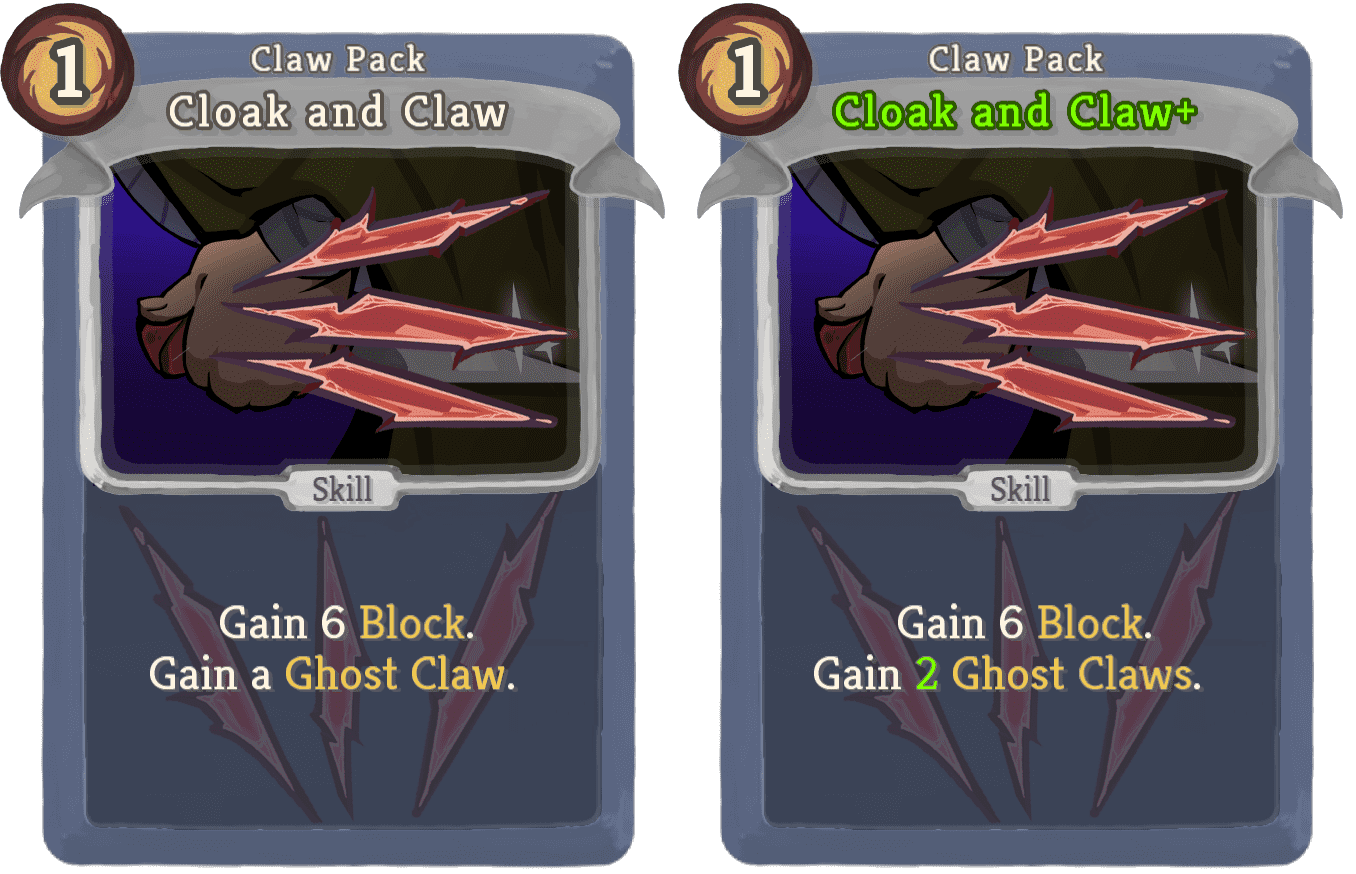 1
Claw Pack
Cloak and Claw
Skill
Gain 6 Block.
Gain a Ghost Claw.
1
Claw Pack
Cloak and Claw+
Skill
Gain 6 Block.
Gain 2 Ghost Claws.